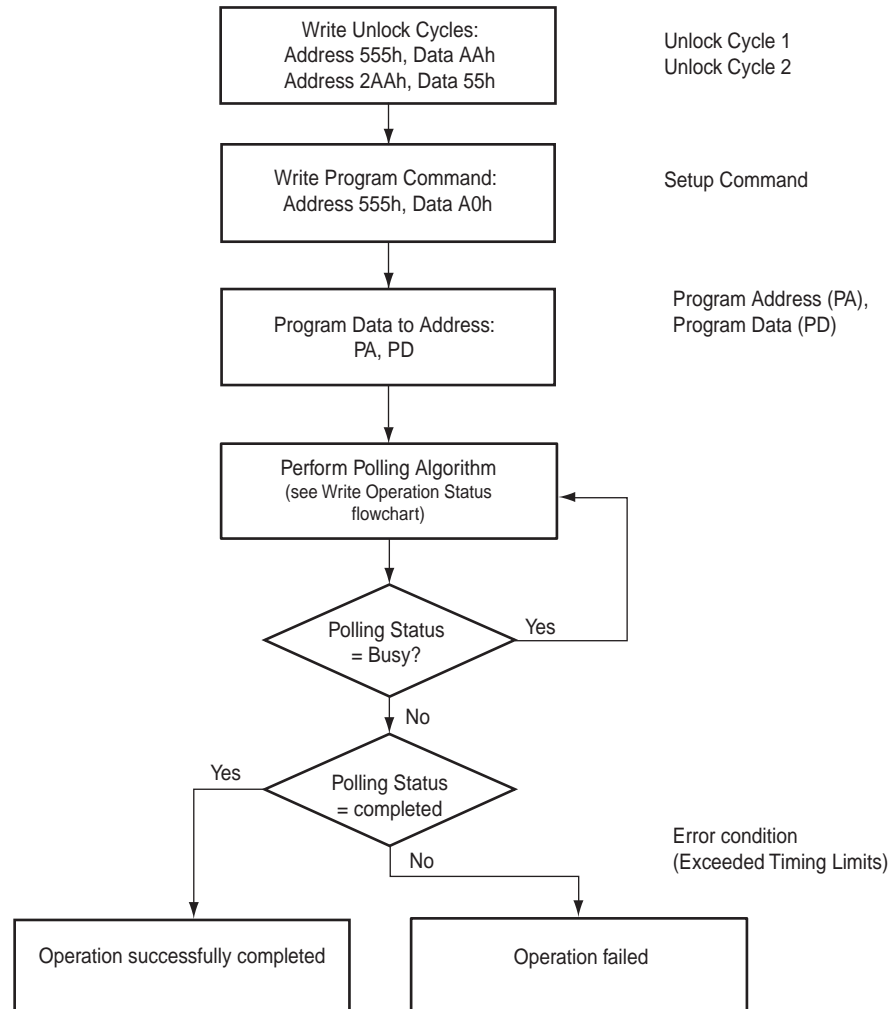 Write Unlock Cycles:
Address 555h, Data AAh
Address 2AAh, Data 55h
Unlock Cycle 1
Unlock Cycle 2
Write Program Command:
Address 555h, Data A0h
Setup Command
Program Data to Address:
PA, PD
Program Address (PA),
Program Data (PD)
Perform Polling Algorithm
(see Write Operation Status
flowchart)
Polling Status
= Busy?
Yes
No
Polling Status
= completed
Yes
No
Error condition
(Exceeded Timing Limits)
Operation successfully completed
Operation failed